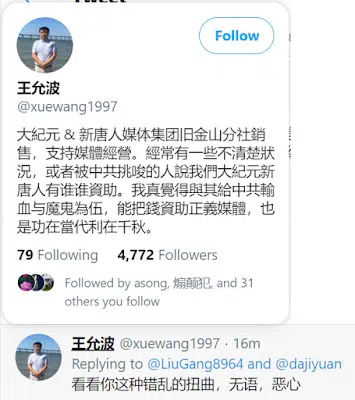 Follow
王允波
@xuewang1997
大紀元 & 新唐人媒体集团旧金山分社銷
售，支持媒體經營。經常有一些不清楚狀
況，或者被中共挑唆的人說我們大紀元新
唐人有谁谁資助。我真覺得與其給中共輸
血与魔鬼為伍，能把錢資助正義媒體，也
是功在當代利在千秋。
79 Following 4,772 Followers
Followed by asong, 煽颠犯, and 31
others you follow
王允波 @xuewang1997 · 16m
Replying to @LiuGang8964 and @dajiyuan
看看你这种错乱的扭曲，无语，恶心